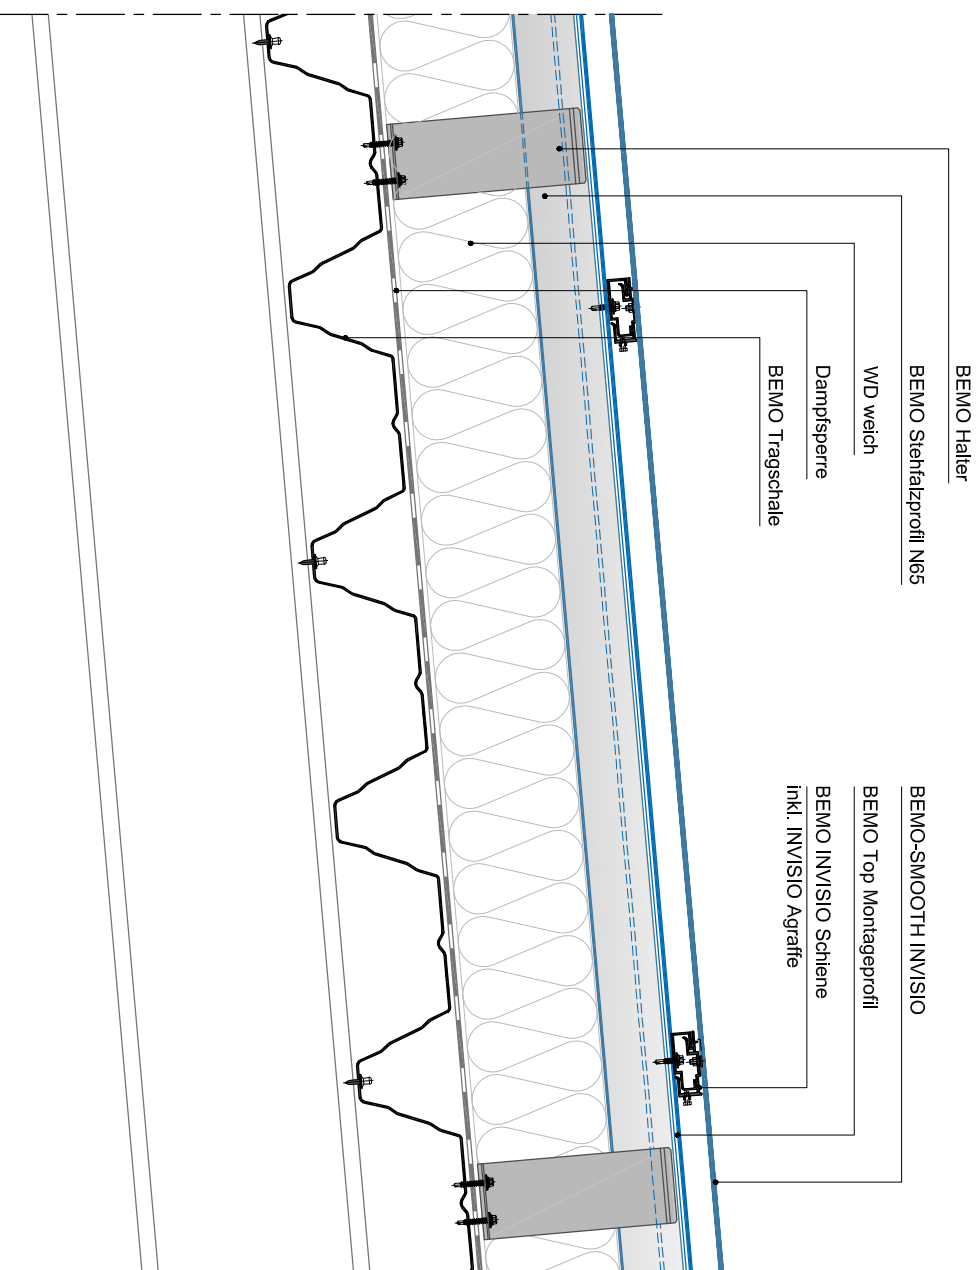 BEMO Halter
BEMO Stehfalzprofil N65
WD weich
Dampfsperre
BEMO Tragschale
BEMO-SMOOTH INVISIO
BEMO Top Montageprofil
BEMO INVISIO Schiene
inkl. INVISIO Agraffe